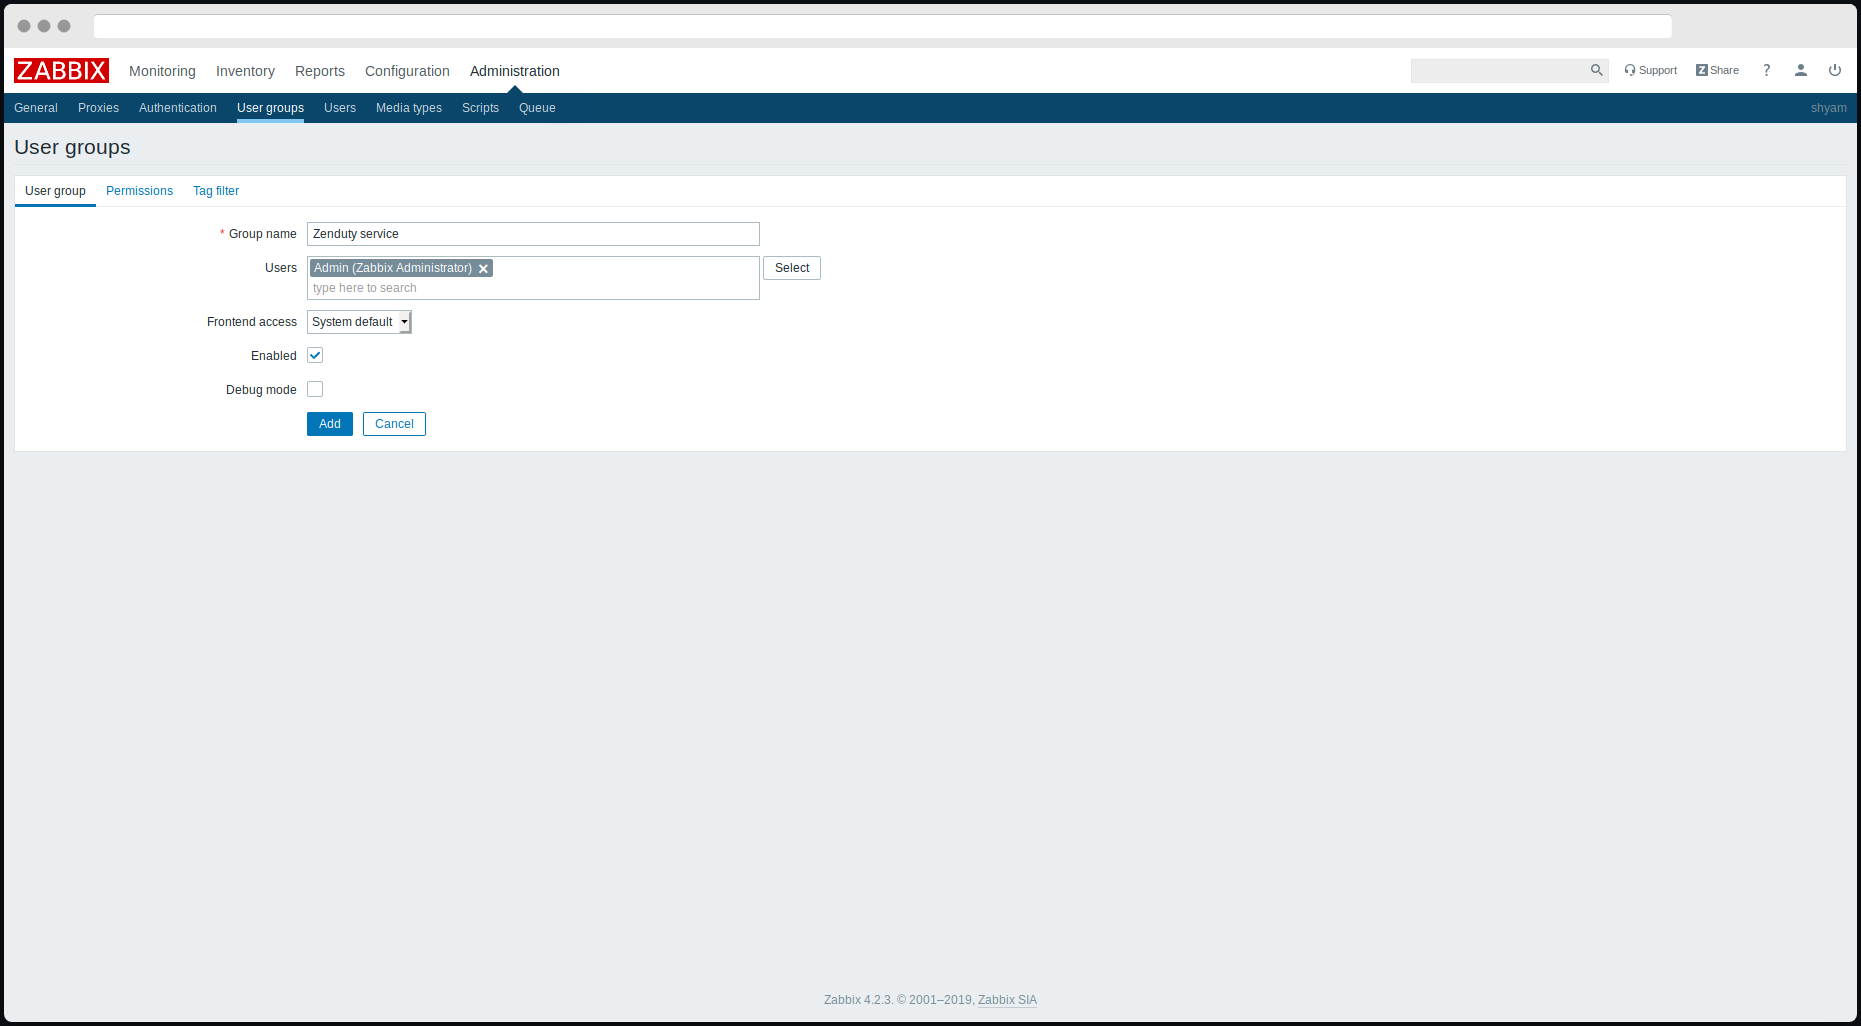 ZABBIX Monitoring Inventory Reports Configuration Administration Support Z Share ?
General Proxies Authentication User groups Users Media types Scripts Queue shyam
User groups
User group Permissions Tag filter
* Group name Zenduty service
Users Admin (Zabbix Administrator) Select
type here to search
Frontend access System default
Enabled
Debug mode
Add Cancel
Zabbix 4.2.3. © 2001–2019, Zabbix SIA